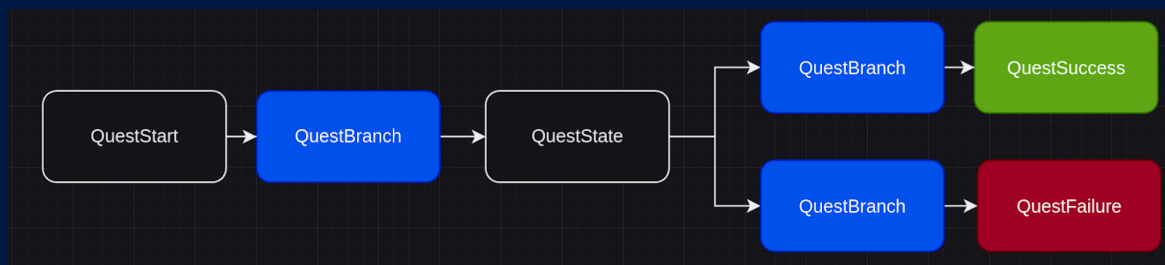 QuestStart
QuestBranch
QuestState
QuestBranch
QuestSuccess
QuestBranch
QuestFailure